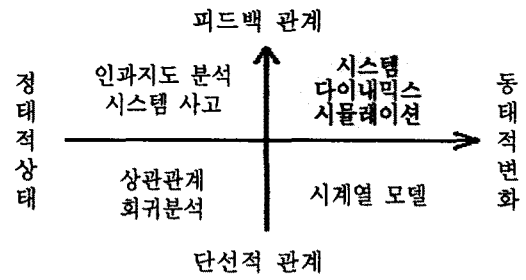 피드백 관계
정태적상태
인과지도 분석
시스템 사고
시스템
다이내믹스
시뮬레이션
동태적변화
상관관계
회귀분석
시계열 모델
단선적 관계